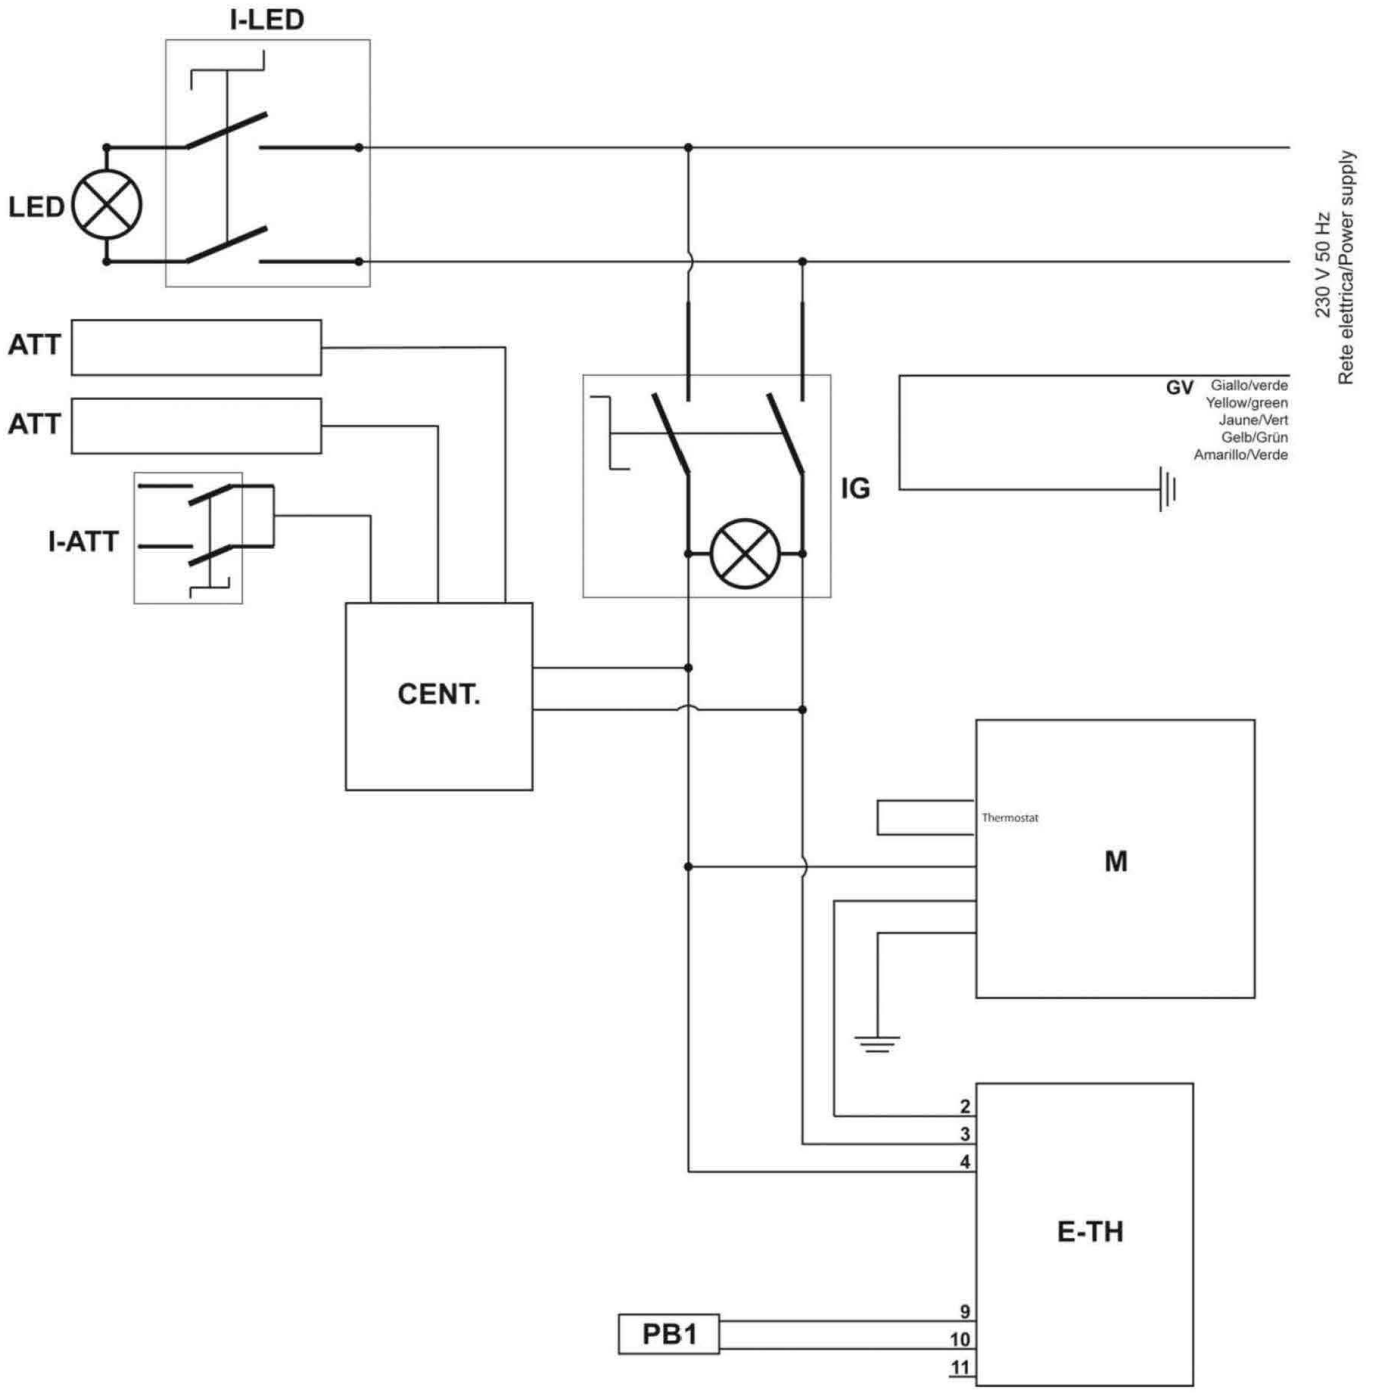 I-LED
LED
230 V 50 Hz
Rete elettrica/Power supply
ATT
GV Giallo/verde
Yellow/green
Jaune/Vert
Gelb/Grün
Amarillo/Verde
ATT
IG
I-ATT
CENT.
Thermostat
M
2
3
4
E-TH
9
PB1
10
11